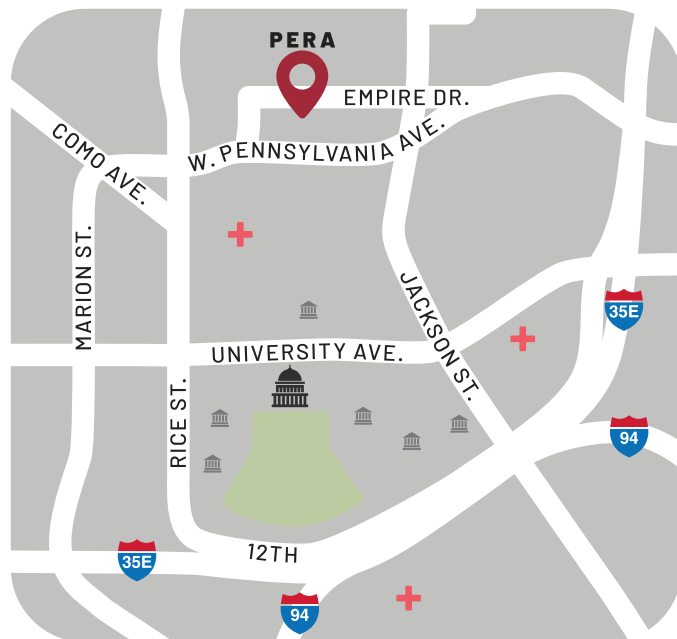 PERA
EMPIRE DR.
W. PENNSYLVANIA AVE.
COMO AVE.
MARION ST.
JACKSON ST.
35E
UNIVERSITY AVE.
RICE ST.
94
12TH
35E
94